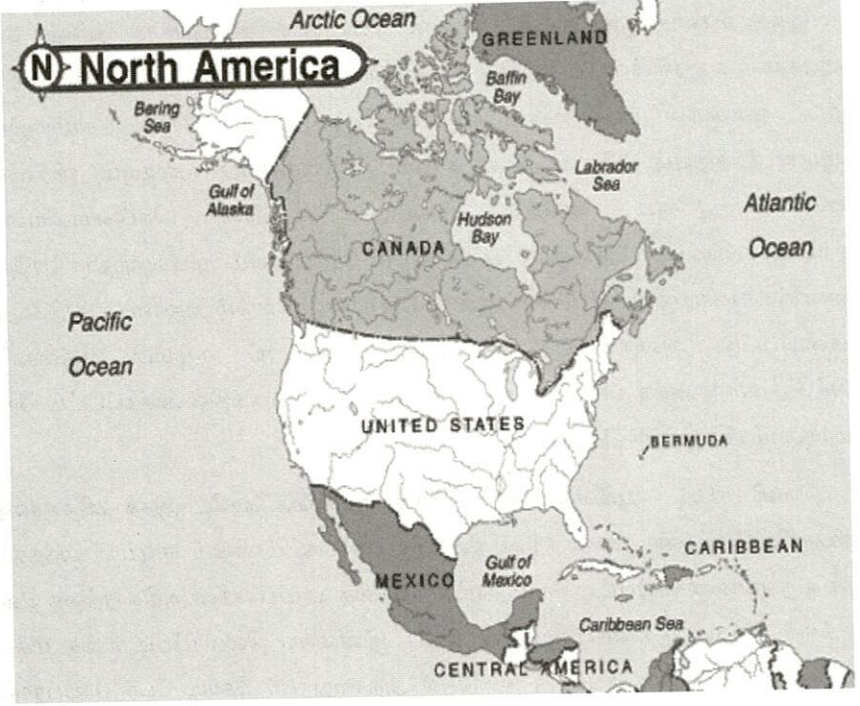 Arctic Ocean
GREENLAND
N North America
Baffin
Bay
Bering
Sea
Labrador
Sea
Gulf of
Alaska
Hudson
Bay
Atlantic
Ocean
CANADA
Pacific
Ocean
UNITED STATES
BERMUDA
CARIBBEAN
Gulf of
Mexico
MEXICO
Caribbean Sea
CENTRAL AMERICA